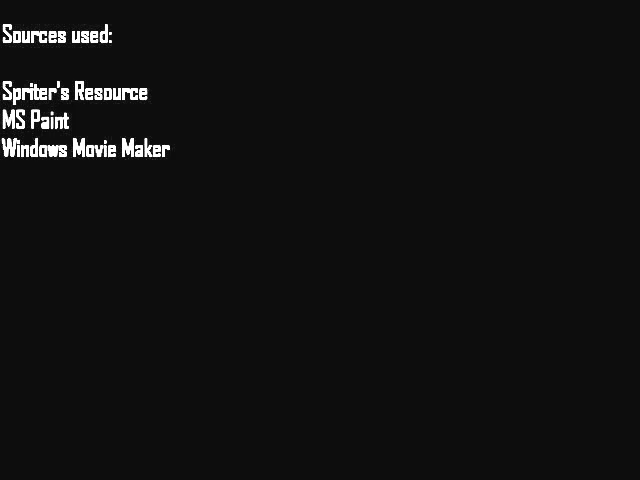 Sources used:
Spriter's Resource
MS Paint
Windows Movie Maker